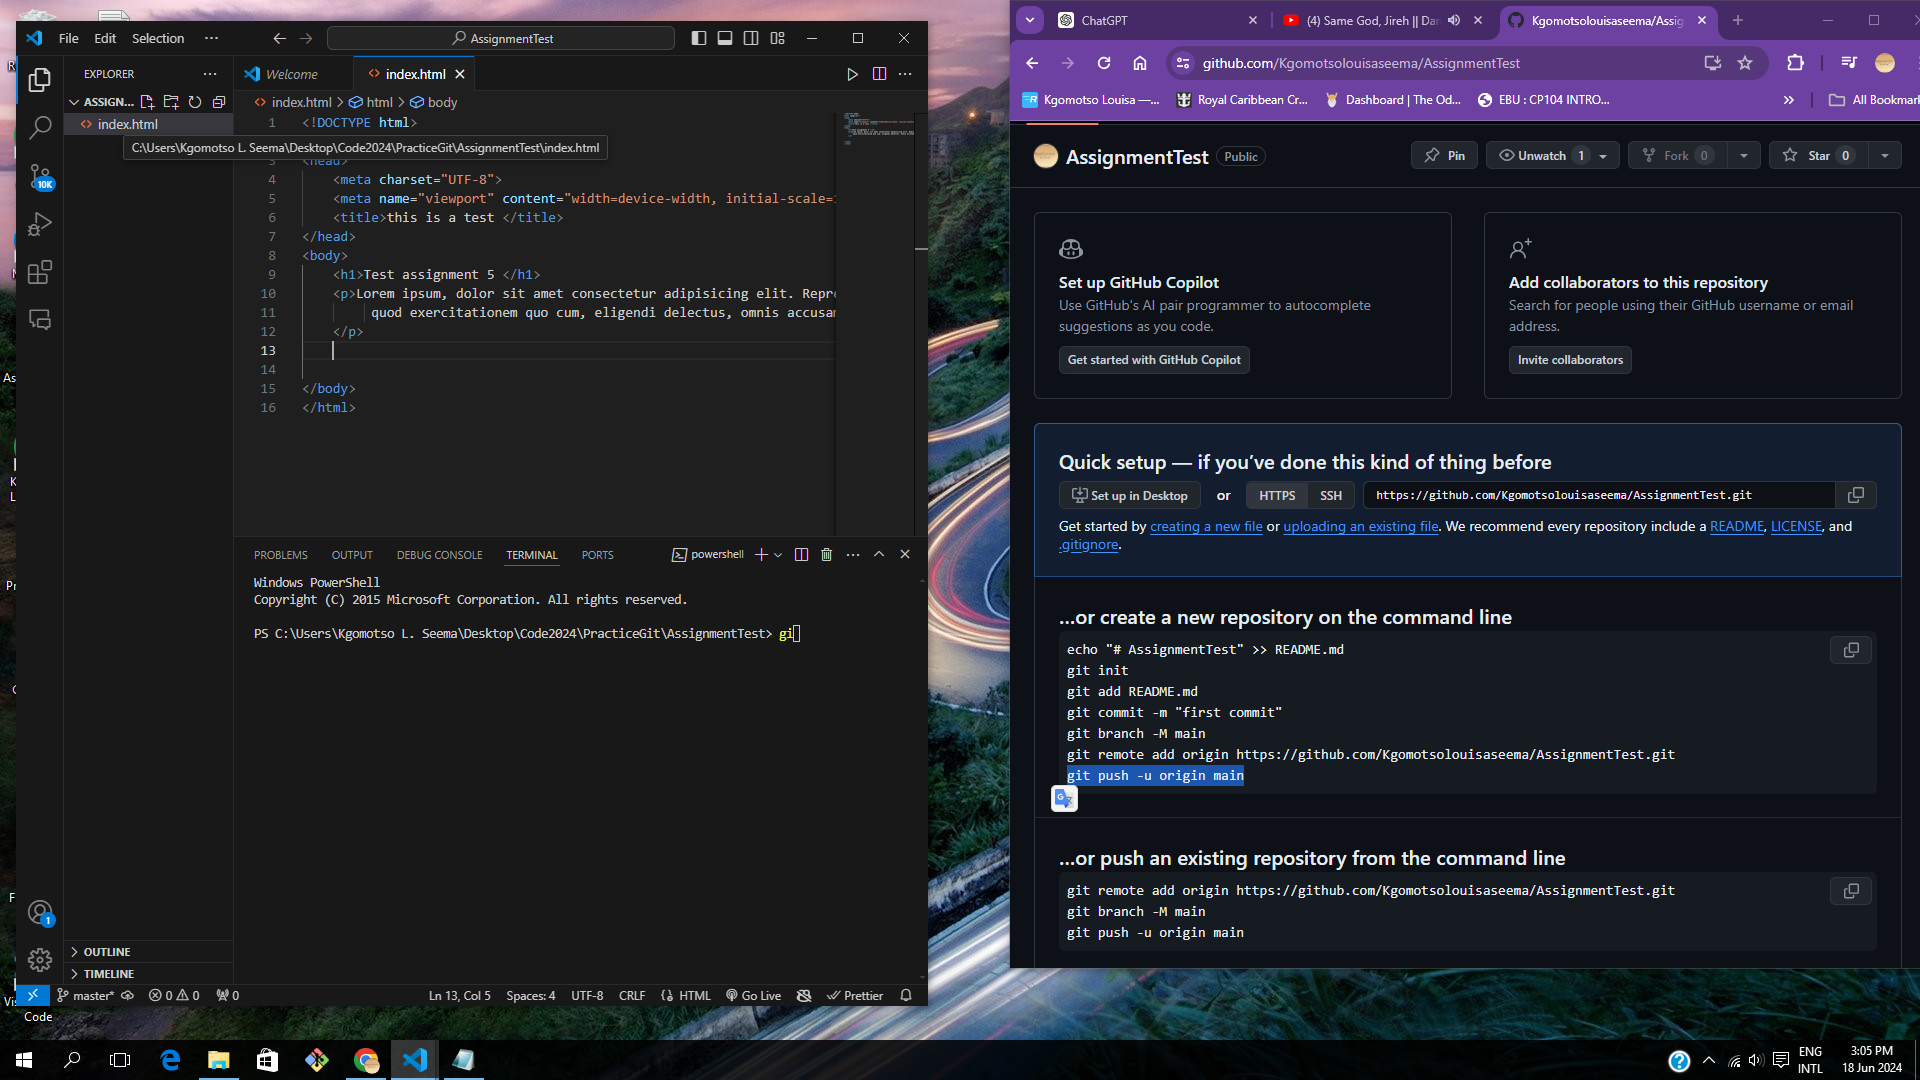 File Edit Selection ···
AssignmentTest
EXPLORER
ASSIGN...
index.html
C:\Users\Kgomotso L. Seema\Desktop\Code2024\PracticeGit\AssignmentTest\index.html
Welcome
index.html
index.html > html > body
1 <!DOCTYPE html>
3 <head>
4 <meta charset="UTF-8">
5 <meta name="viewport" content="width=device-width, initial-scale=
6 <title>this is a test </title>
7 </head>
8 <body>
9 <h1>Test assignment 5 </h1>
10 <p>Lorem ipsum, dolor sit amet consectetur adipisicing elit. Repr
11 quod exercitationem quo cum, eligendi delectus, omnis accusa
12 </p>
13
14
15 </body>
16 </html>
10K
1
PROBLEMS OUTPUT DEBUG CONSOLE TERMINAL PORTS
powershell
Windows PowerShell
Copyright (C) 2015 Microsoft Corporation. All rights reserved.
PS C:\Users\Kgomotso L. Seema\Desktop\Code2024\PracticeGit\AssignmentTest> gi
OUTLINE
TIMELINE
master* 0 0 0 Ln 13, Col 5 Spaces: 4 UTF-8 CRLF HTML Go Live Prettier
Code
ChatGPT
(4) Same God, Jireh || Da
Kgomotsolouisaseema/Assig
github.com/Kgomotsolouisaseema/AssignmentTest
Kgomotso Louisa —...
Royal Caribbean Cr...
Dashboard | The Od...
EBU : CP104 INTRO...
All Bookmar
AssignmentTest Public
Pin
Unwatch 1
Fork 0
Star 0
Set up GitHub Copilot
Use GitHub's AI pair programmer to autocomplete
suggestions as you code.
Get started with GitHub Copilot
Add collaborators to this repository
Search for people using their GitHub username or email
address.
Invite collaborators
Quick setup — if you’ve done this kind of thing before
Set up in Desktop or HTTPS SSH https://github.com/Kgomotsolouisaseema/AssignmentTest.git
Get started by creating a new file or uploading an existing file. We recommend every repository include a README, LICENSE, and
.gitignore.
…or create a new repository on the command line
echo "# AssignmentTest" >> README.md
git init
git add README.md
git commit -m "first commit"
git branch -M main
git remote add origin https://github.com/Kgomotsolouisaseema/AssignmentTest.git
git push -u origin main
…or push an existing repository from the command line
git remote add origin https://github.com/Kgomotsolouisaseema/AssignmentTest.git
git branch -M main
git push -u origin main
ENG
INTL
3:05 PM
18 Jun 2024